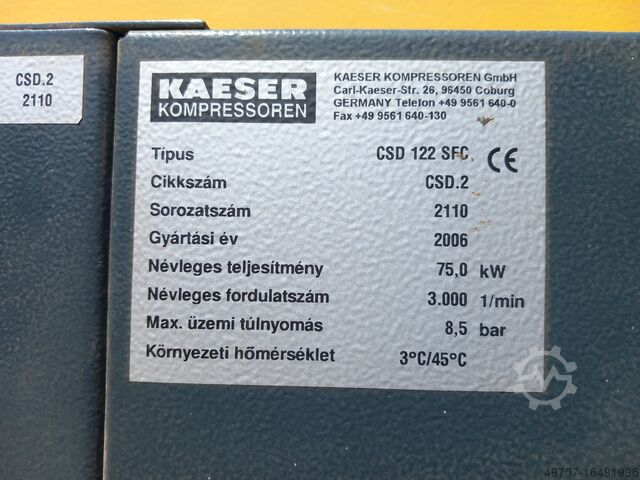 CSD.2
2110
KAESER
KOMPRESSOREN
KAESER KOMPRESSOREN GmbH
Carl-Kaeser-Str. 26, 96450 Coburg
GERMANY Telefon +49 9561 640-0
Fax +49 9561 640-130
Típus CSD 122 SFC CE
Cikkszám CSD.2
Sorozatszám 2110
Gyártási év 2006
Névleges teljesítmény 75,0 kW
Névleges fordulatszám 3.000 1/min
Max. üzemi túlnyomás 8,5 bar
Környezeti hőmérséklet 3°C/45°C
49707-16481936